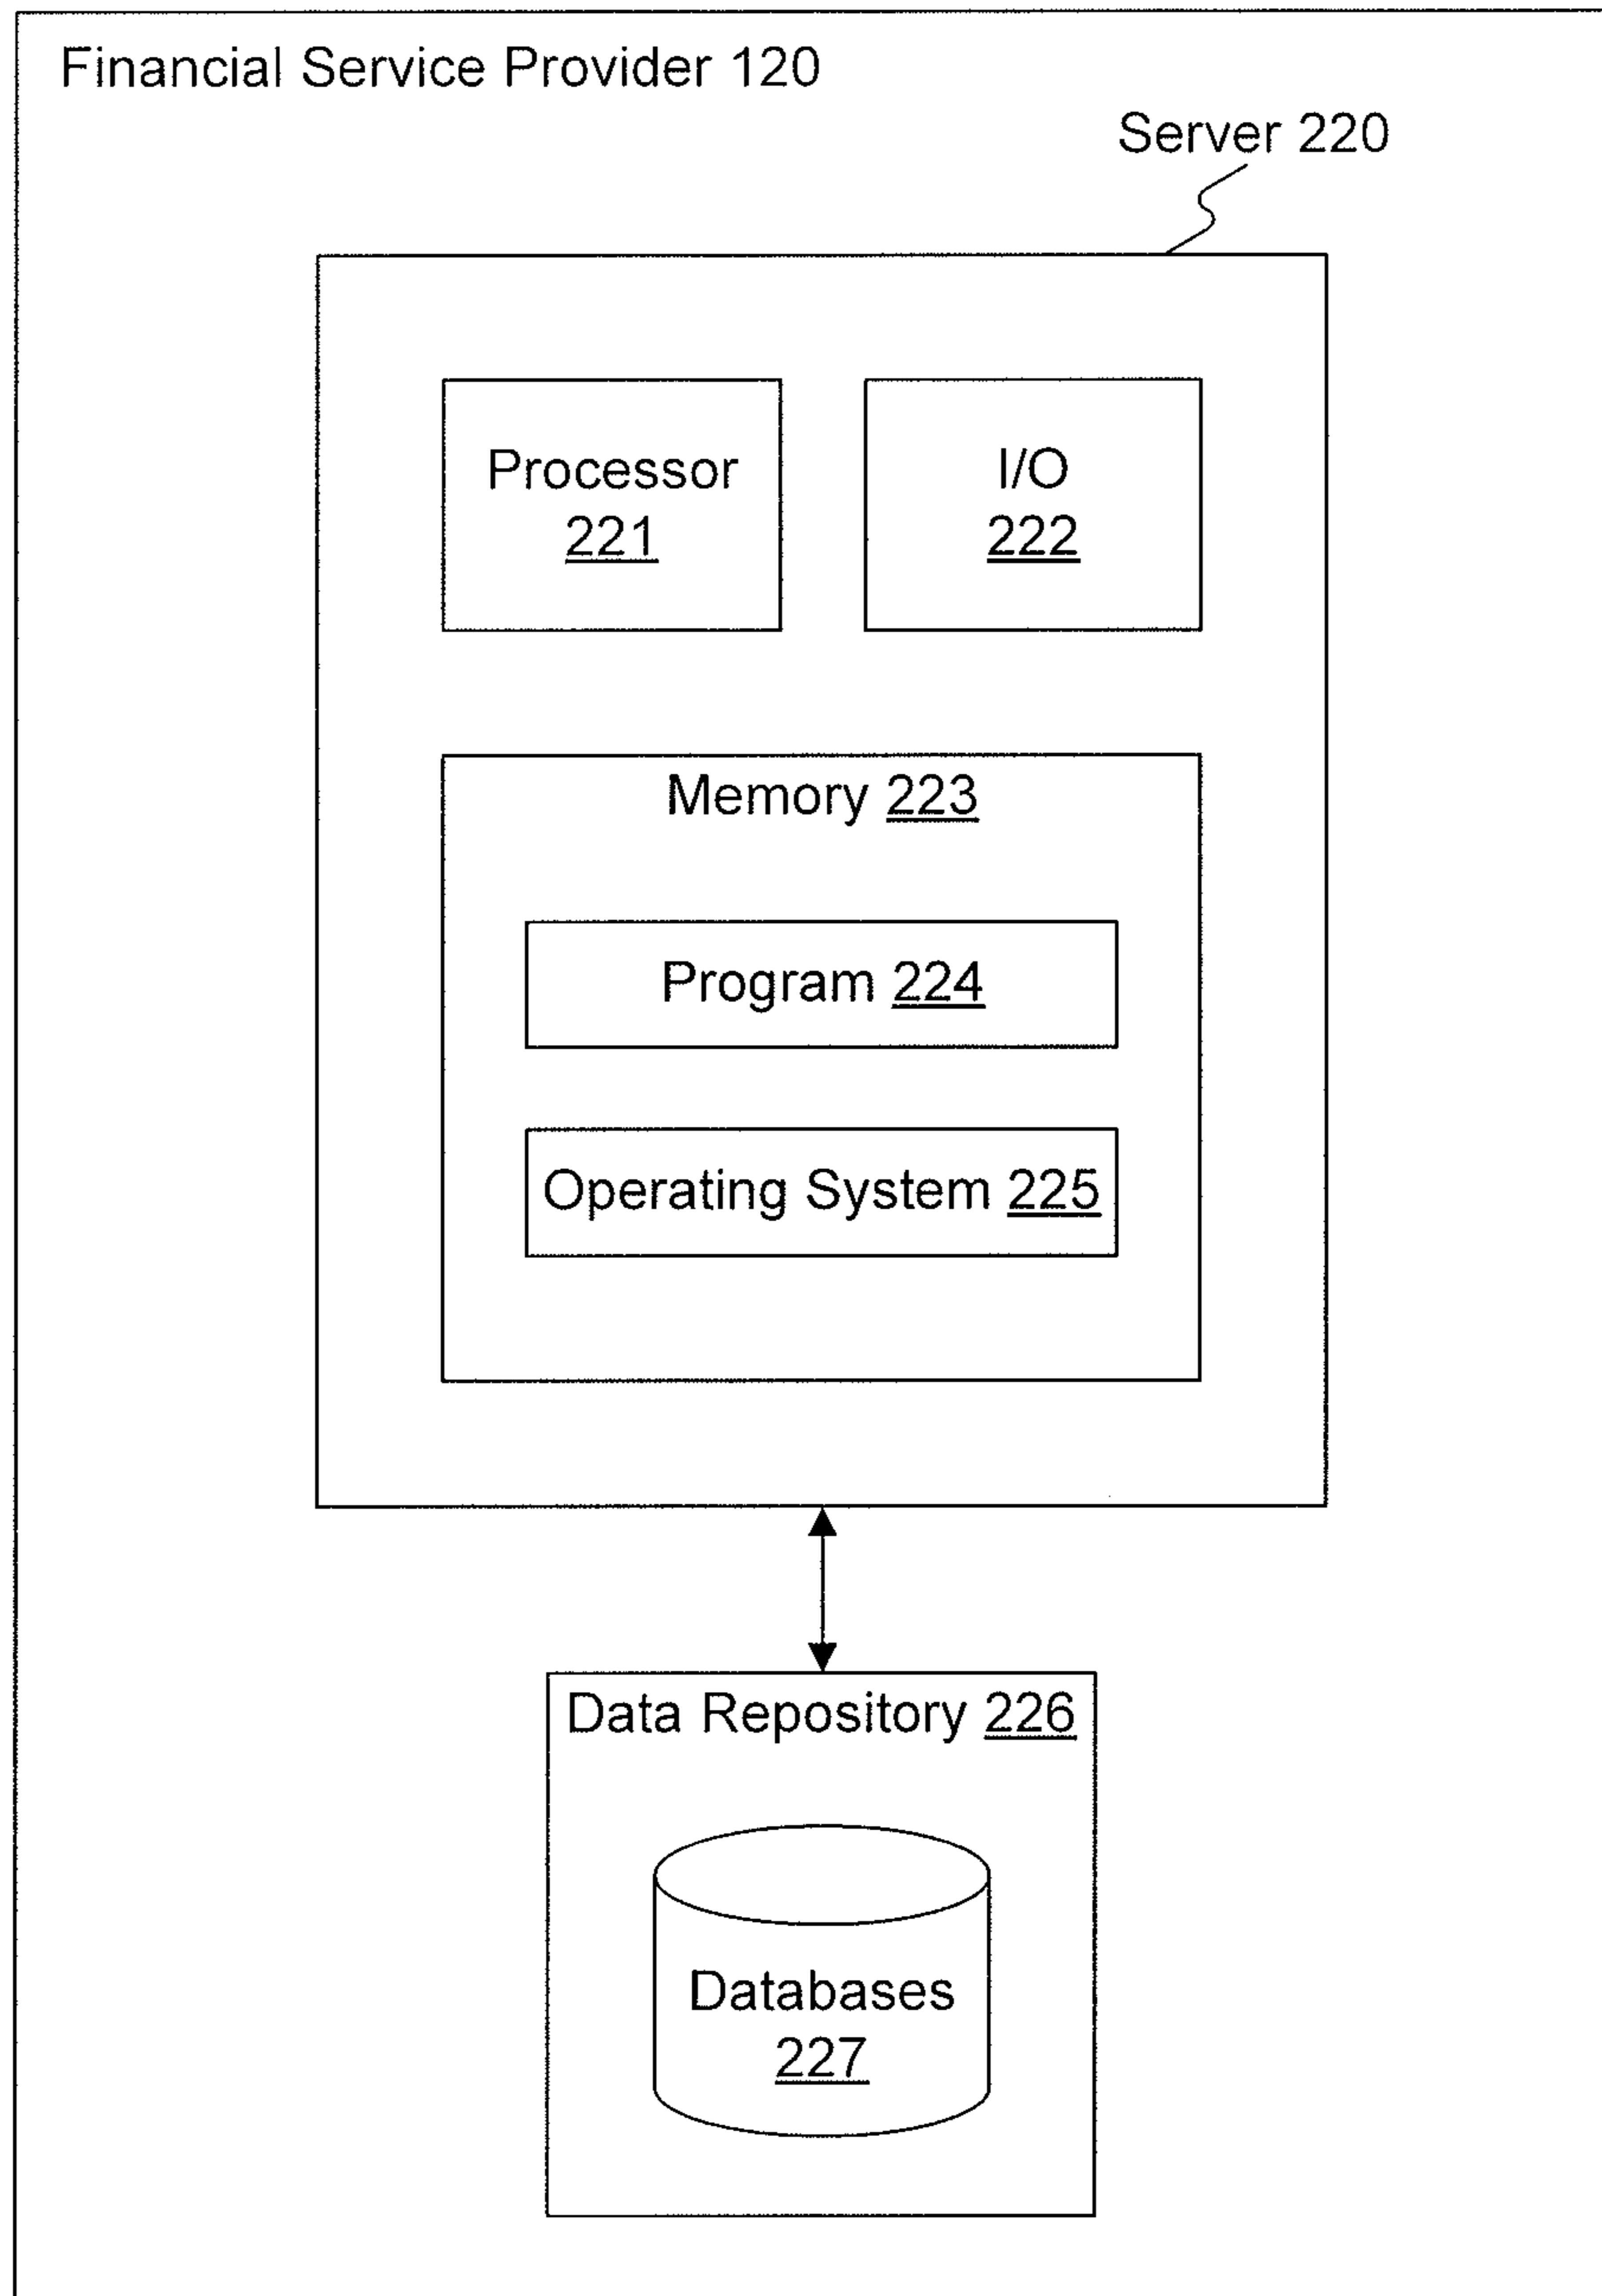 Financial Service Provider 120
Server 220
Processor
221
I/O
222
Memory 223
Program 224
Operating System 225
Data Repository 226
Databases
227